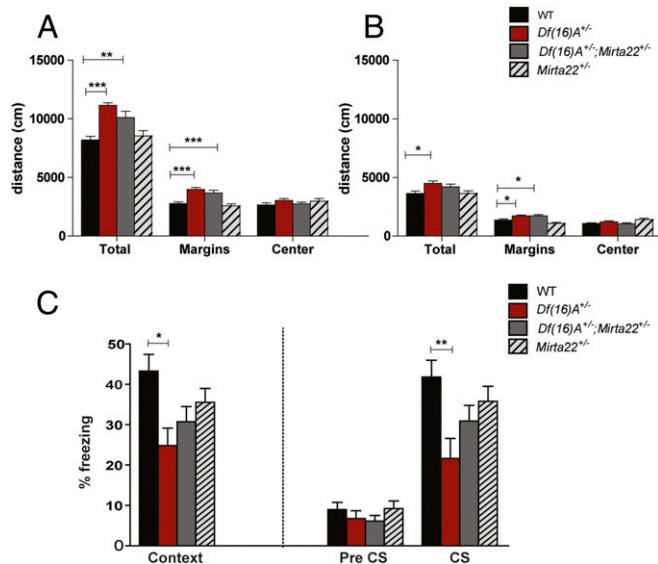 A
WT
Df(16)A+/-
Df(16)A+/-;Mirta22+/-
Mirta22+/-
B
15000
10000
5000
0
distance (cm)
**
***
***
***
Total Margins Center
15000
10000
5000
0
distance (cm)
*
*
*
Total Margins Center
C
WT
Df(16)A+/-
Df(16)A+/-;Mirta22+/-
Mirta22+/-
50
40
30
20
10
0
% freezing
*
**
Context Pre CS CS